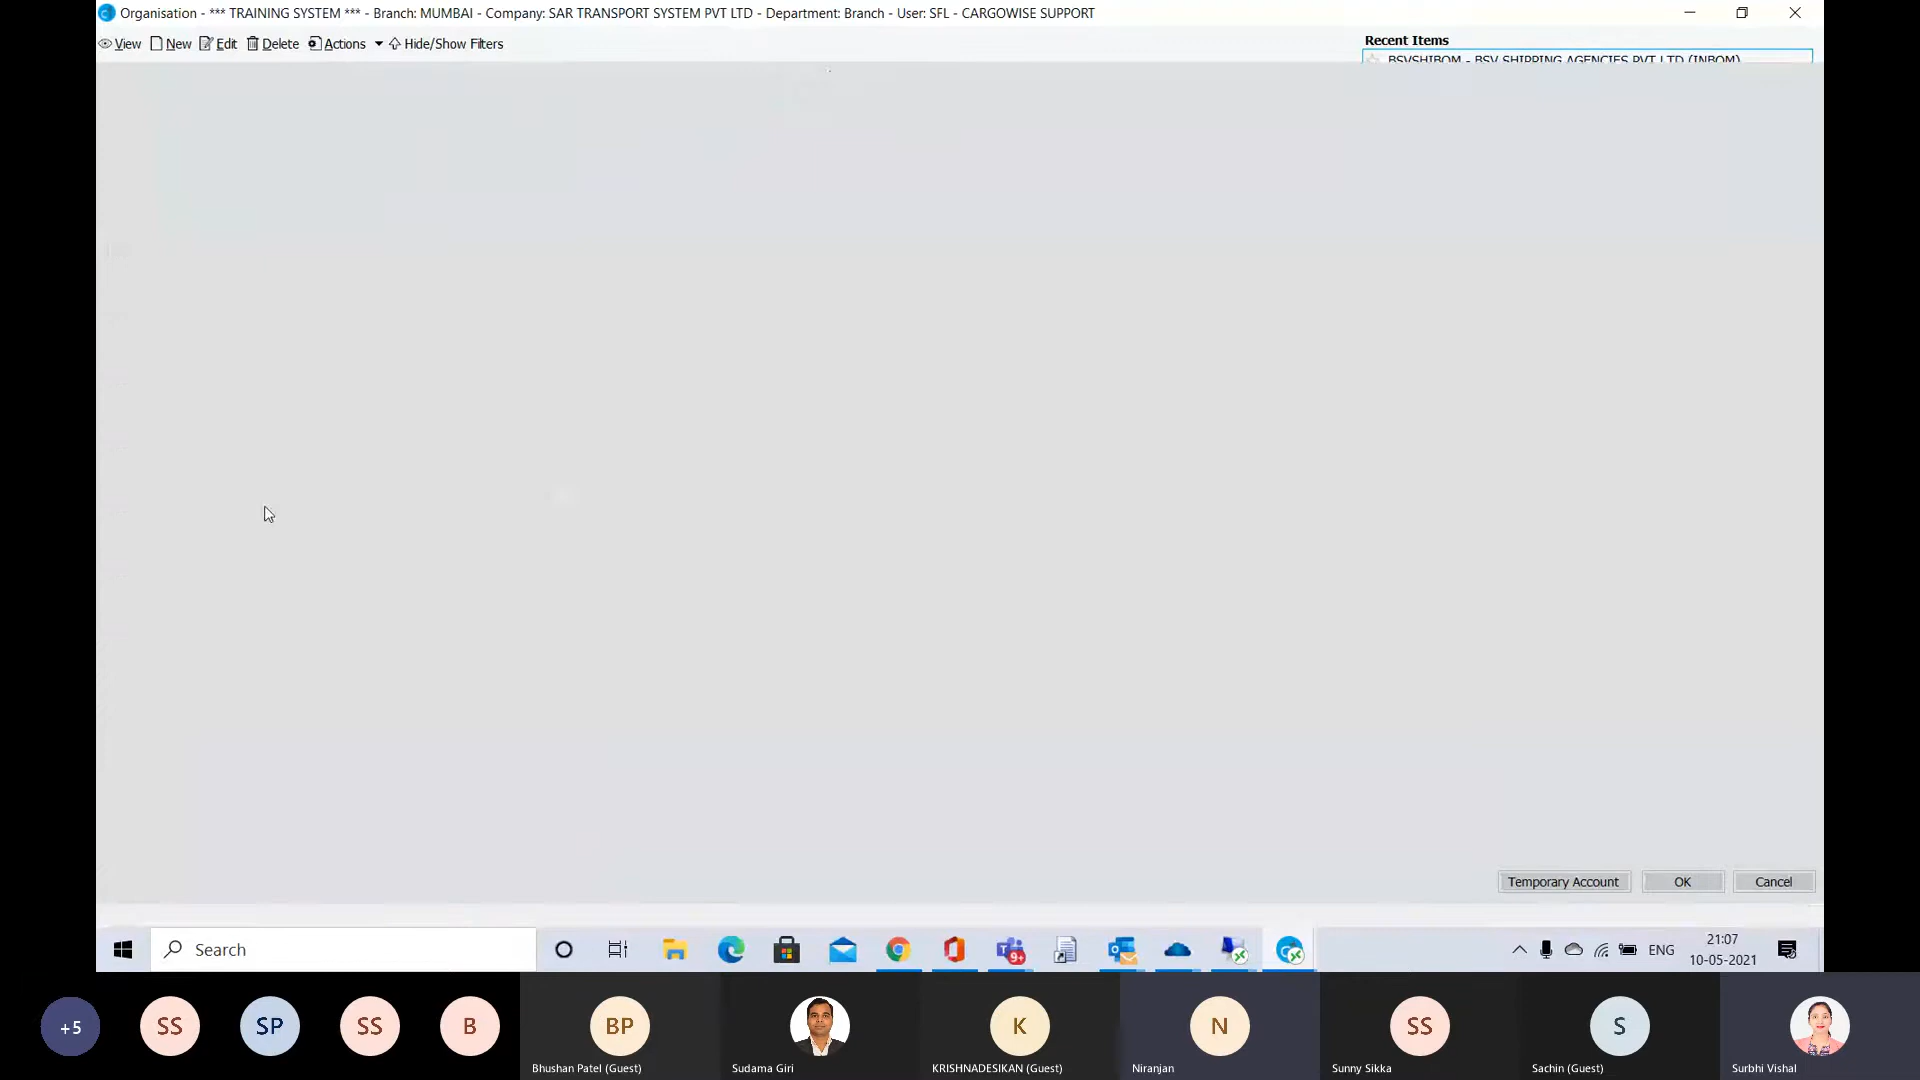 Organisation - *** TRAINING SYSTEM *** - Branch: MUMBAI - Company: SAR TRANSPORT SYSTEM PVT LTD - Department: Branch - User: SFL - CARGOWISE SUPPORT
View New Edit Delete Actions Hide/Show Filters
Recent Items
BSVSHIBOM - BSV SHIPPING AGENCIES PVT LTD (INBOM)
Temporary Account OK Cancel
Search
9+
ENG
21:07
10-05-2021
+5 SS SP SS B BP K N SS S
Bhushan Patel (Guest) Sudama Giri KRISHNADESIKAN (Guest) Niranjan Sunny Sikka Sachin (Guest) Surbhi Vishal